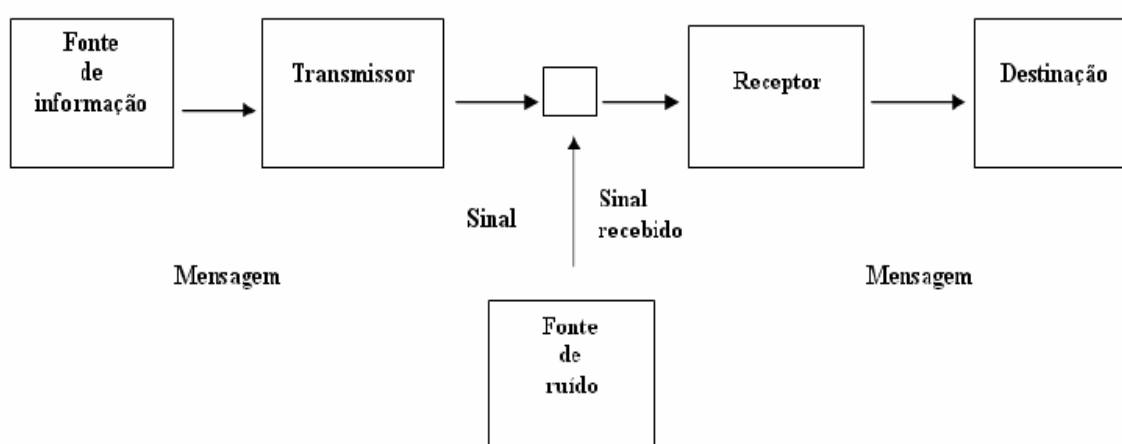 Fonte
de
informação
Transmissor
Receptor
Destinação
Sinal
Sinal
recebido
Mensagem
Mensagem
Fonte
de
ruído